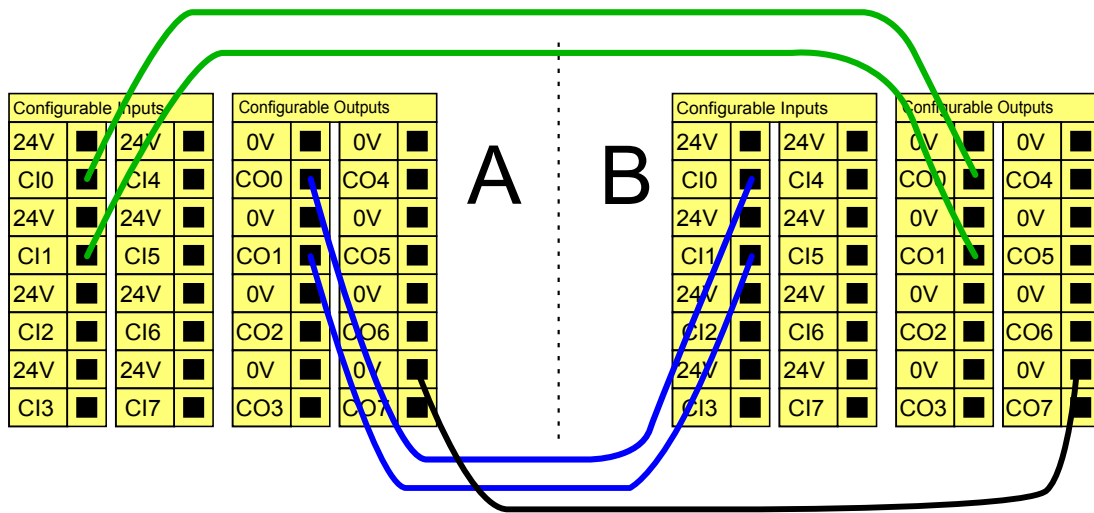 Configurable Inputs Configurable Outputs Configurable Inputs Configurable Outputs
24V 24V 0V 0V A B 24V 24V 0V 0V
CI0 CI4 CO0 CO4 CI0 CI4 CO0 CO4
24V 24V 0V 0V 24V 24V 0V 0V
CI1 CI5 CO1 CO5 CI1 CI5 CO1 CO5
24V 24V 0V 0V 24V 24V 0V 0V
CI2 CI6 CO2 CO6 CI2 CI6 CO2 CO6
24V 24V 0V 0V 24V 24V 0V 0V
CI3 CI7 CO3 CO7 CI3 CI7 CO3 CO7